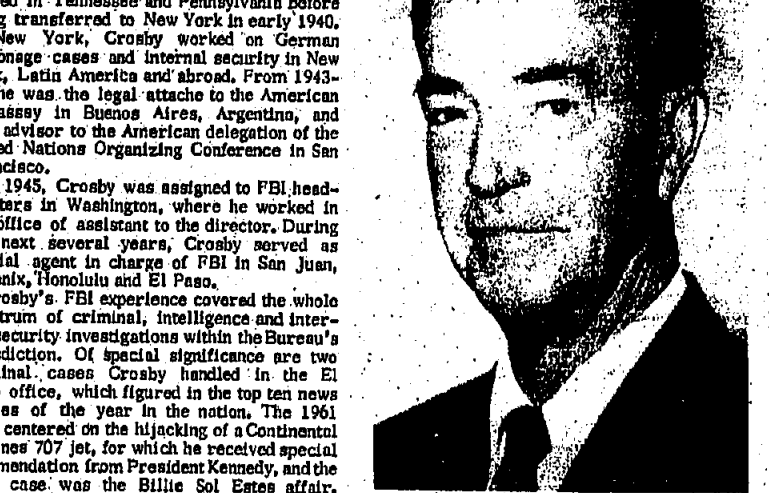 ed in Tennessee and Pennsylvania before
g transferred to New York in early 1940.
New York, Crosby worked on German
onage cases and internal security in New
, Latin America and abroad. From 1943-
he was the legal attache to the American
assy in Buenos Aires, Argentina, and
advisor to the American delegation of the
ed Nations Organizing Conference in San
ncisco.
1945, Crosby was assigned to FBI head-
ters in Washington, where he worked in
office of assistant to the director. During
next several years, Crosby served as
ial agent in charge of FBI in San Juan,
enix, Honolulu and El Paso.
rosby's FBI experience covered the whole
trum of criminal, intelligence and inter-
security investigations within the Bureau's
diction. Of special significance are two
inal cases Crosby handled in the El
office, which figured in the top ten news
es of the year in the nation. The 1961
centered on the hijacking of a Continental
nes 707 jet, for which he received special
mendation from President Kennedy, and the
case was the Billie Sol Estes affair.